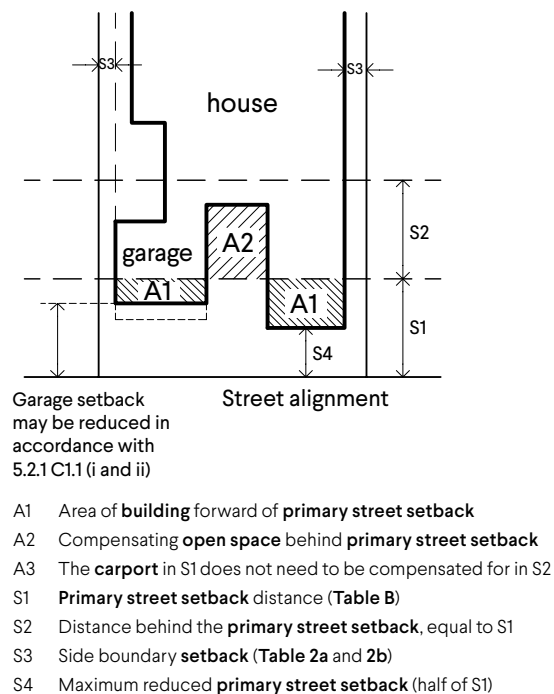 S3
S3
house
S2
A2
garage
A1
A1
S1
S4
Garage setback
may be reduced in
accordance with
5.2.1 C1.1 (i and ii)
Street alignment
A1 Area of building forward of primary street setback
A2 Compensating open space behind primary street setback
A3 The carport in S1 does not need to be compensated for in S2
S1 Primary street setback distance (Table B)
S2 Distance behind the primary street setback, equal to S1
S3 Side boundary setback (Table 2a and 2b)
S4 Maximum reduced primary street setback (half of S1)